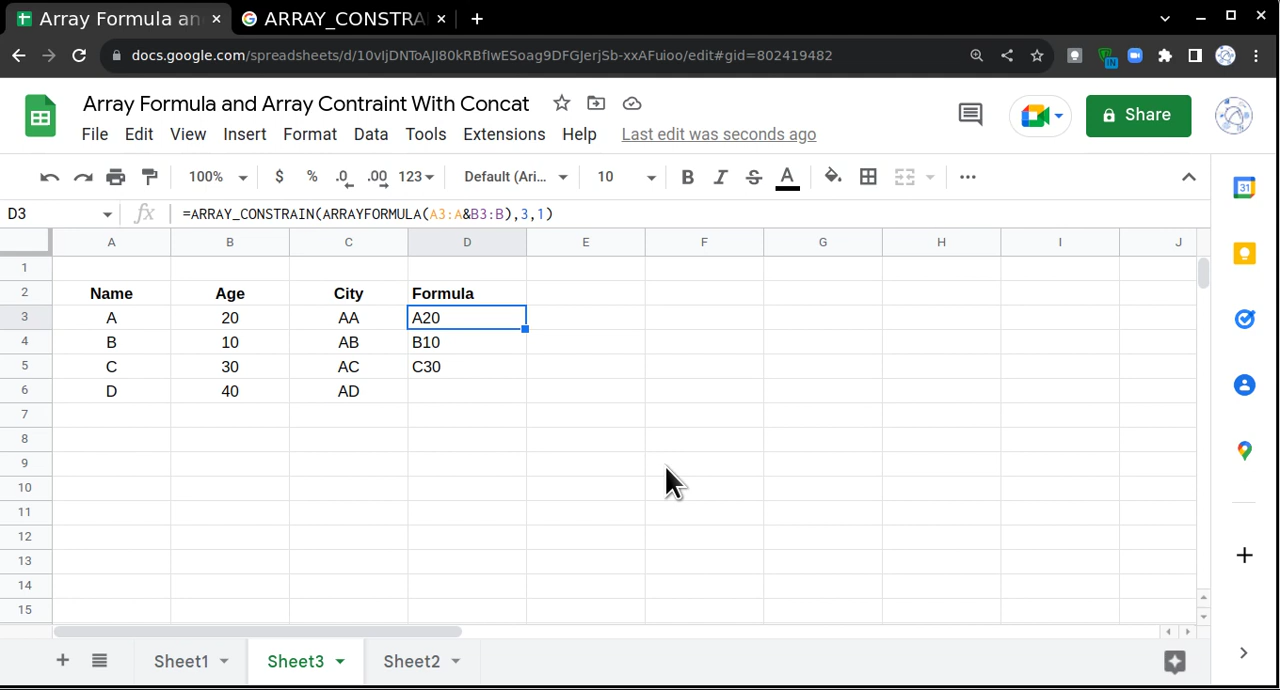 Array Formula an
ARRAY_CONSTRA
docs.google.com/spreadsheets/d/10vIjDNToAJI80kRBfIwESoag9DFGJerjSb-xxAFuioo/edit#gid=802419482
Array Formula and Array Contraint With Concat
File Edit View Insert Format Data Tools Extensions Help Last edit was seconds ago
Share
100% $ % .0 .00 123 Default (Ari... 10 B I S A
D3 fx =ARRAY_CONSTRAIN(ARRAYFORMULA(A3:A&B3:B),3,1)
A B C D E F G H I J
1
2 Name Age City Formula
3 A 20 AA A20
4 B 10 AB B10
5 C 30 AC C30
6 D 40 AD
7
8
9
10
11
12
13
14
15
Sheet1 Sheet3 Sheet2
IN
31